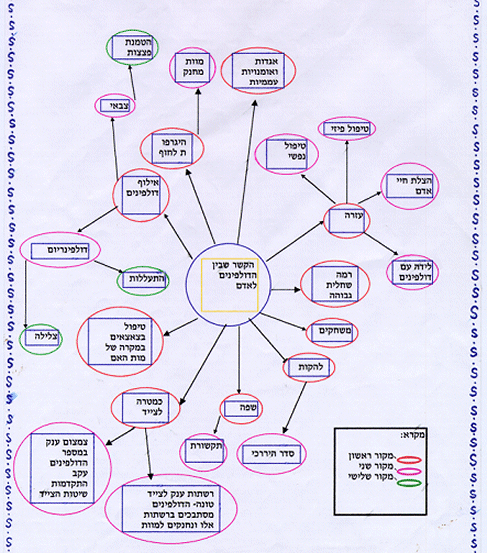 הטמנת
פצצות
מוות
מחנק
אגדות
ואומנויות
עממיות
צבאי
היגרפו
ת לחוף
טיפול פיזי
טיפול
נפשי
הצלת חיי
אדם
אילוף
דולפינים
עזרה
דולפינריום
לידה עם
דולפינים
הקשר שבין
הדולפינים
לאדם
התעללות
רמה
שחלית
גבוהה
צלילה
טיפול
בצאצאים
במקרה של
מות האם
משחקים
להקות
כמטרה
לצייד
שפה
תקשורת
סדר היררכי
צמצום ענק
במספר
הדולפינים
עקב
התקדמות
שיטות הצייד
רשתות ענק לצייד
טונה- הדולפינים
מסתבכים ברשתות
אלו ונחנקים למוות
מקרא:
מקור ראשון
מקור שני
מקור שלישי